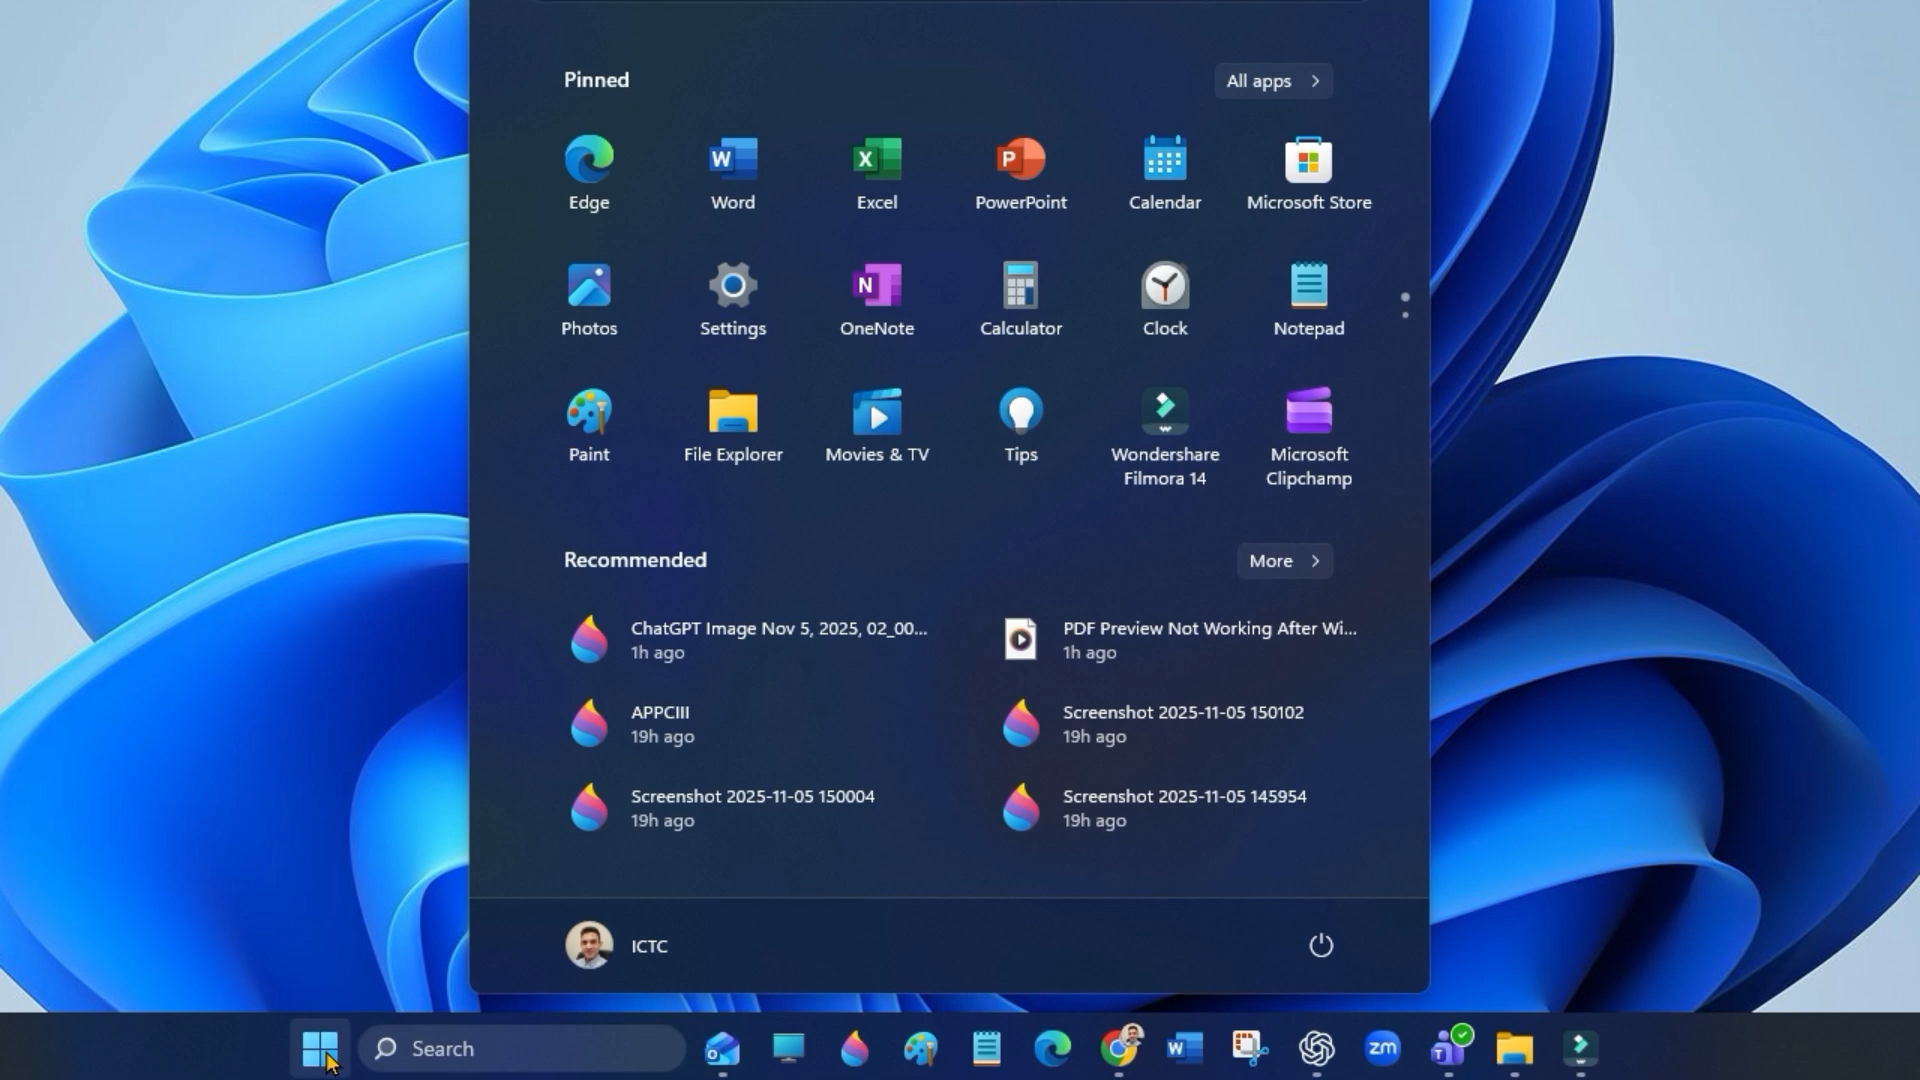 Pinned
All apps
Edge
Word
Excel
PowerPoint
Calendar
Microsoft Store
Photos
Settings
OneNote
Calculator
Clock
Notepad
Paint
File Explorer
Movies & TV
Tips
Wondershare
Filmora 14
Microsoft
Clipchamp
Recommended
More
ChatGPT Image Nov 5, 2025, 02_00...
1h ago
PDF Preview Not Working After Wi...
1h ago
APPCIII
19h ago
Screenshot 2025-11-05 150102
19h ago
Screenshot 2025-11-05 150004
19h ago
Screenshot 2025-11-05 145954
19h ago
ICTC
Search
zm